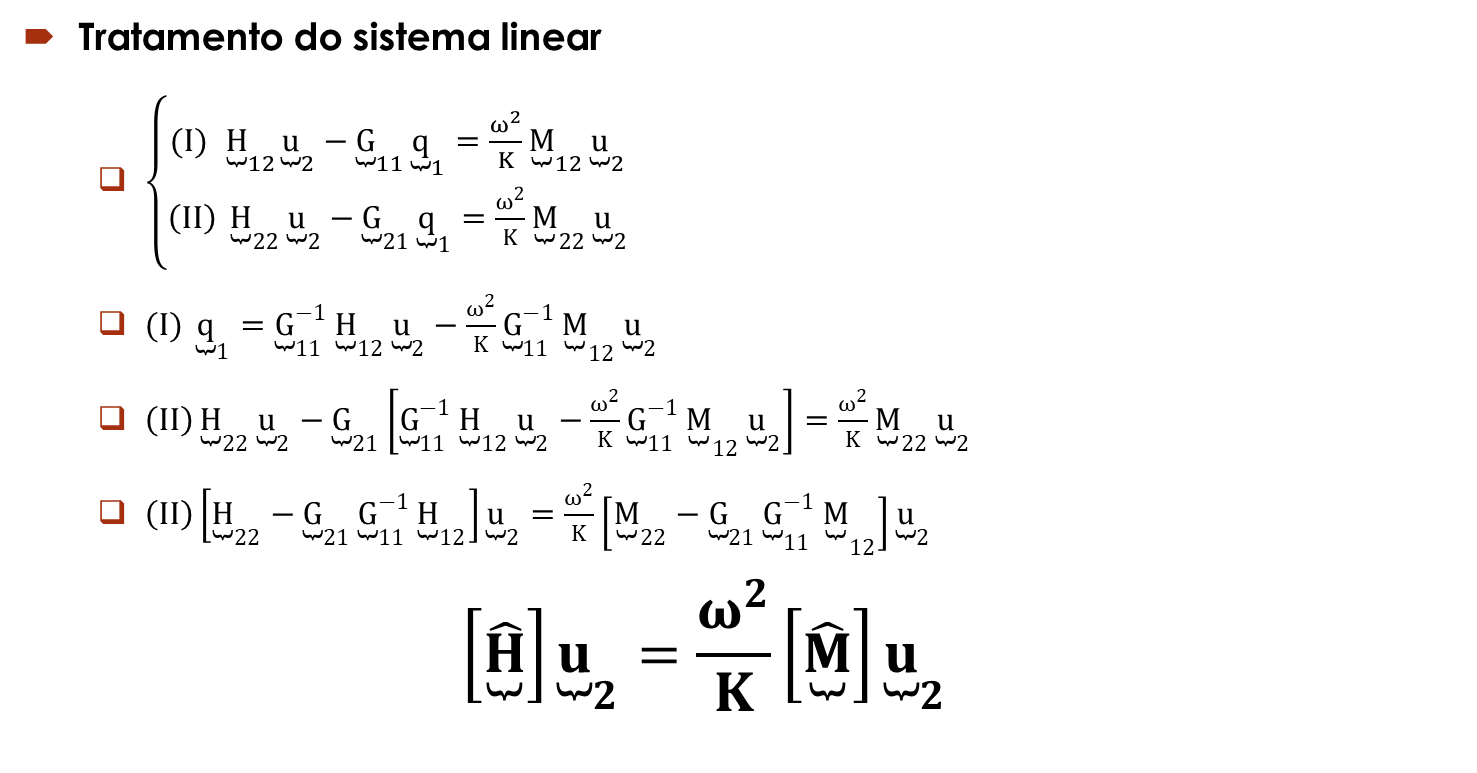 Tratamento do sistema linear
(I) H₁₂ u₂ − G₁₁ q₁ = ω²/K M₁₂ u₂
(II) H₂₂ u₂ − G₂₁ q₁ = ω²/K M₂₂ u₂
(I) q₁ = G₁₁⁻¹ H₁₂ u₂ − ω²/K G₁₁⁻¹ M₁₂ u₂
(II) H₂₂ u₂ − G₂₁ [G₁₁⁻¹ H₁₂ u₂ − ω²/K G₁₁⁻¹ M₁₂ u₂] = ω²/K M₂₂ u₂
(II) [H₂₂ − G₂₁ G₁₁⁻¹ H₁₂] u₂ = ω²/K [M₂₂ − G₂₁ G₁₁⁻¹ M₁₂] u₂
[Ĥ] u₂ = ω²/K [M̂] u₂